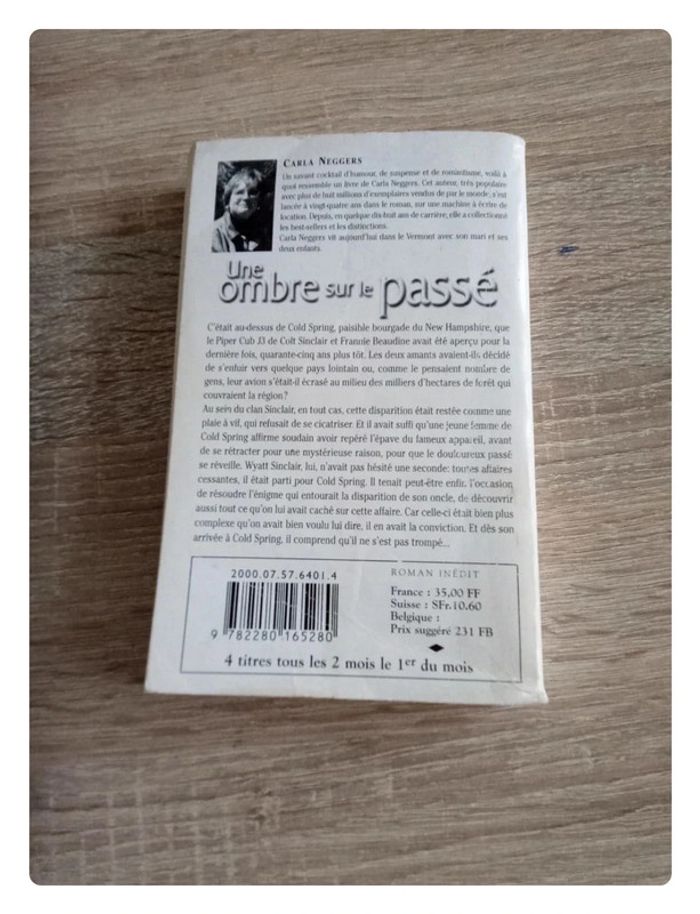 CARLA NEGGERS
Un savant cocktail d'humour, de suspense et de romantisme, voilà à
quoi ressemble un livre de Carla Neggers. Cet auteur, très populaire
avec plus de huit millions d'exemplaires vendus de par le monde, s'est
lancée à vingt-quatre ans dans le roman, sur une machine à écrire de
location. Depuis, en quelque dix-huit ans de carrière, elle a collectionné
les best-sellers et les distinctions.
Carla Neggers vit aujourd'hui dans le Vermont avec son mari et ses
deux enfants.
Une
ombre sur le passé
C'était au-dessus de Cold Spring, paisible bourgade du New Hampshire, que
le Piper Cub J3 de Colt Sinclair et Frannie Beaudine avait été aperçu pour la
dernière fois, quarante-cinq ans plus tôt. Les deux amants avaient-ils décidé
de s'enfuir vers quelque pays lointain ou, comme le pensaient nombre de
gens, leur avion s'était-il écrasé au milieu des milliers d'hectares de forêt qui
couvraient la région ?
Au sein du clan Sinclair, en tout cas, cette disparition était restée comme une
plaie à vif, qui refusait de se cicatriser. Et il avait suffi qu'une jeune femme de
Cold Spring affirme soudain avoir repéré l'épave du fameux appareil, avant
de se rétracter pour une mystérieuse raison, pour que le douloureux passé
se réveille. Wyatt Sinclair, lui, n'avait pas hésité une seconde: toutes affaires
cessantes, il était parti pour Cold Spring. Il tenait peut-être enfin l'occasion
de résoudre l'énigme qui entourait la disparition de son oncle, de découvrir
aussi tout ce qu'on lui avait caché sur cette affaire. Car celle-ci était bien plus
complexe qu'on avait bien voulu lui dire, il en avait la conviction. Et dès son
arrivée à Cold Spring, il comprend qu'il ne s'est pas trompé...
2000.07.57.6401.4
9 782280 165280
ROMAN INÉDIT
France : 35,00 FF
Suisse : SFr.10.60
Belgique :
Prix suggéré 231 FB
4 titres tous les 2 mois le 1er du mois